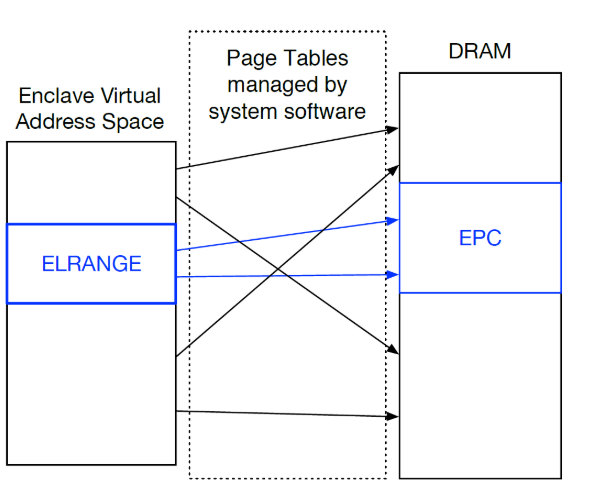 Enclave Virtual
Address Space
ELRANGE
Page Tables
managed by
system software
DRAM
EPC